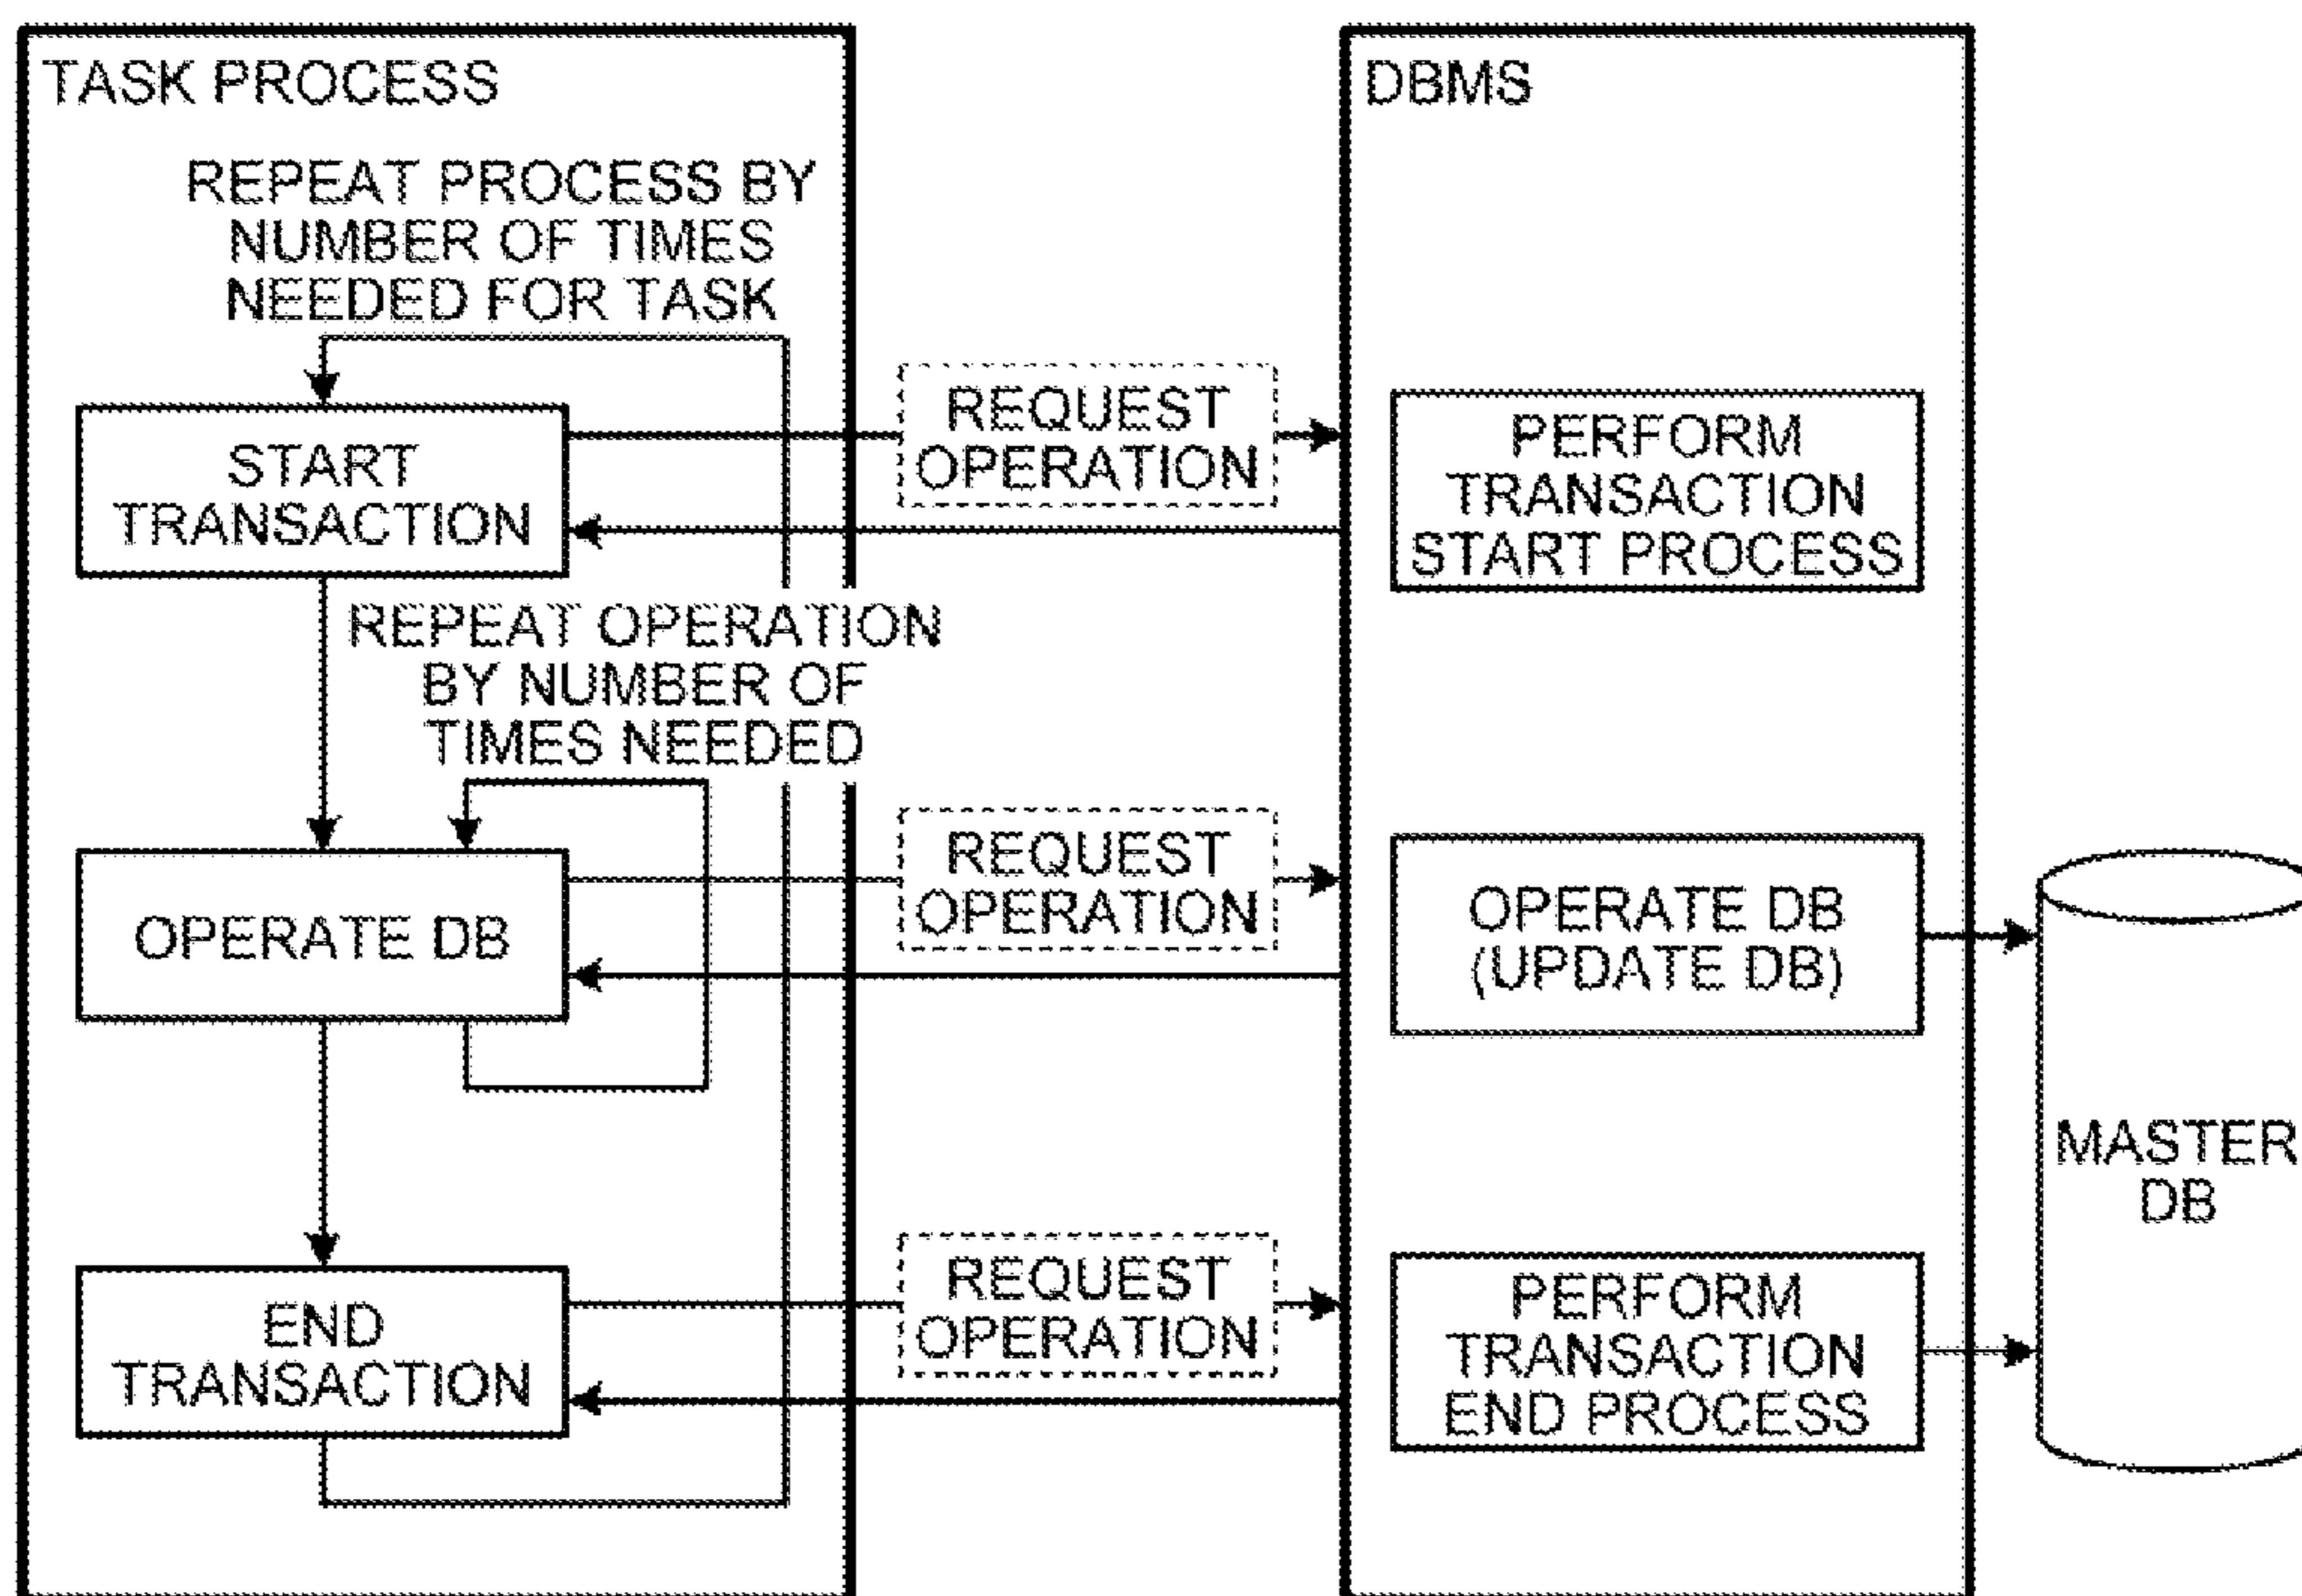 TASK PROCESS
REPEAT PROCESS BY
NUMBER OF TIMES
NEEDED FOR TASK
START
TRANSACTION
REPEAT OPERATION
BY NUMBER OF
TIMES NEEDED
OPERATE DB
END
TRANSACTION
REQUEST
OPERATION
REQUEST
OPERATION
REQUEST
OPERATION
DBMS
PERFORM
TRANSACTION
START PROCESS
OPERATE DB
(UPDATE DB)
PERFORM
TRANSACTION
END PROCESS
MASTER
DB